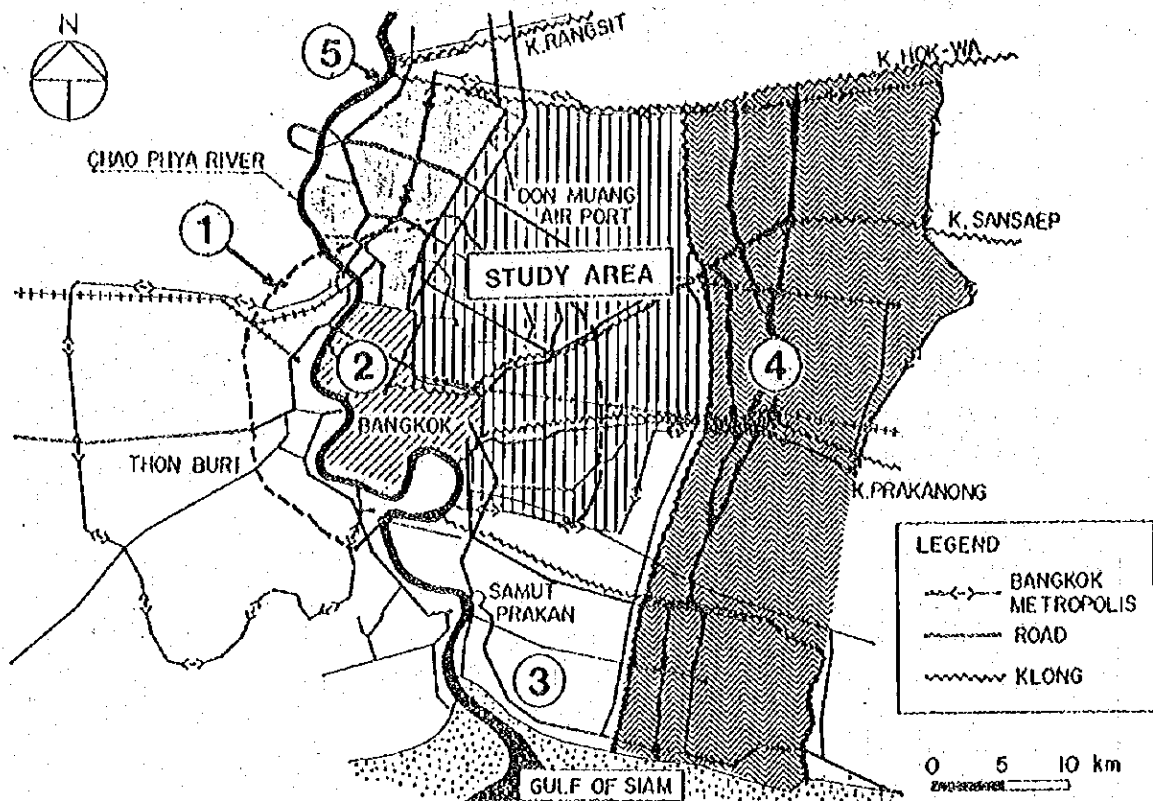 N
5
K.RANGSIT
K.HOK-WA
CHAO PHYA RIVER
DON MUANG
AIR PORT
1
K.SANSAEP
STUDY AREA
2
4
BANGKOK
THON BURI
K.PRAKANONG
LEGEND
BANGKOK
METROPOLIS
ROAD
KLONG
SAMUT
PRAKAN
3
0 5 10 km
GULF OF SIAM